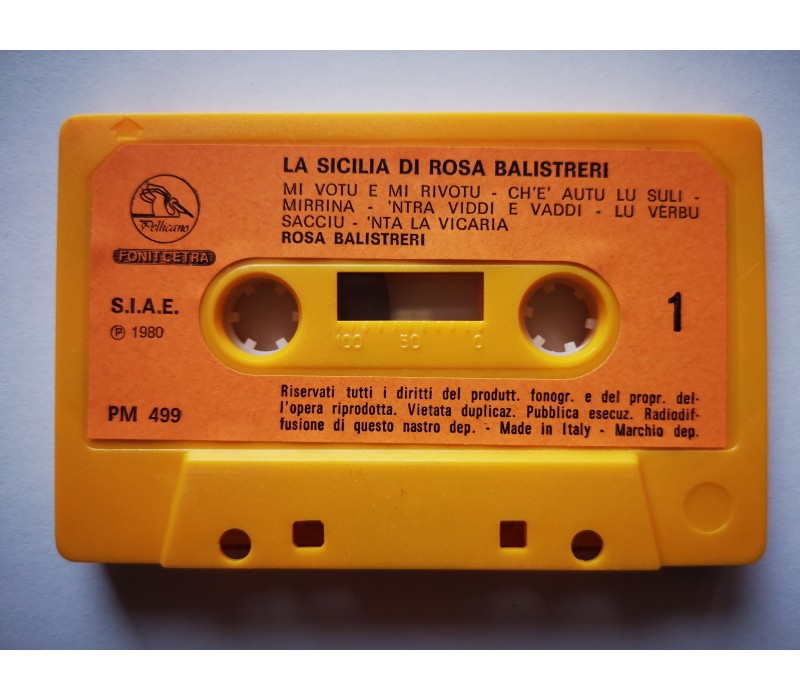 LA SICILIA DI ROSA BALISTRERI
MI VOTU E MI RIVOTU - CH'E' AUTU LU SULI -
MIRRINA - 'NTRA VIDDI E VADDI - LU VERBU
SACCIU - 'NTA LA VICARIA
ROSA BALISTRERI
Pellicano
FONIT CETRA
S.I.A.E.
℗ 1980
1
100 50 0
PM 499
Riservati tutti i diritti del produtt. fonogr. e del propr. del-
l'opera riprodotta. Vietata duplicaz. Pubblica esecuz. Radiodif-
fusione di questo nastro dep. - Made in Italy - Marchio dep.